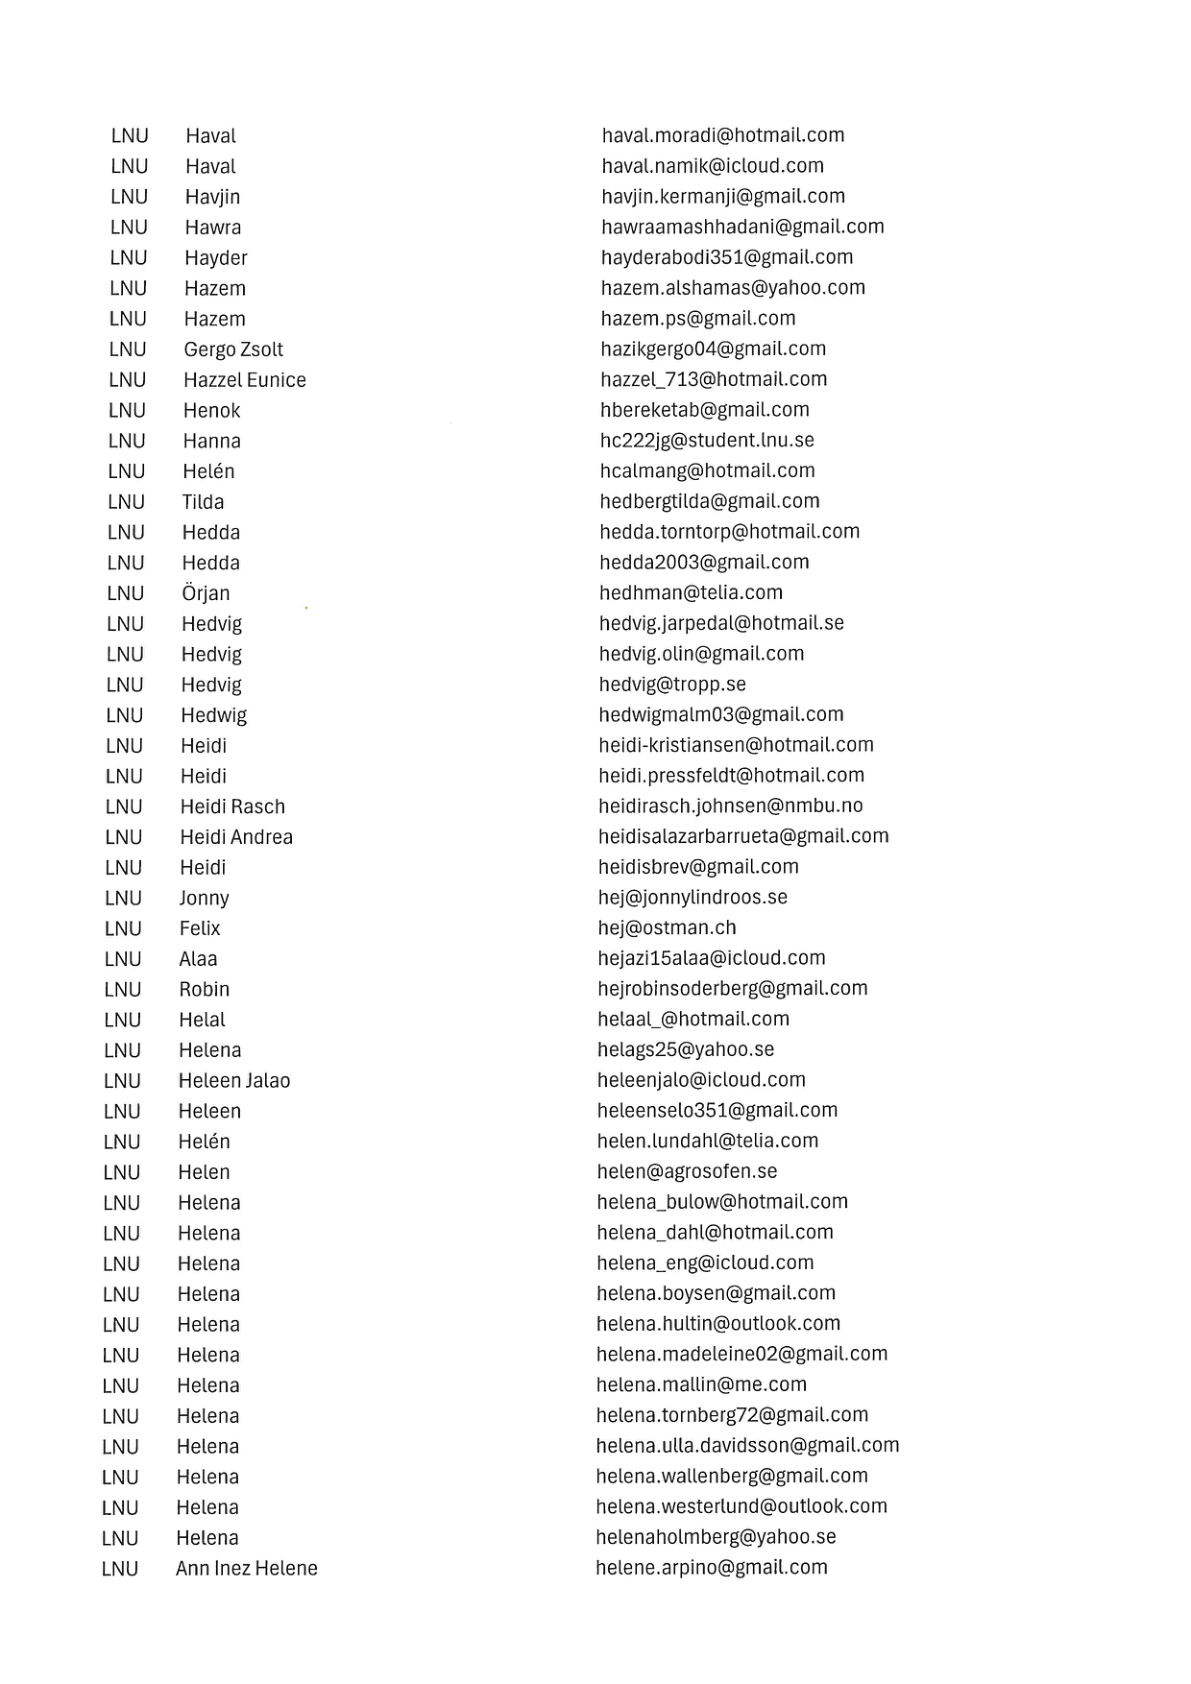 LNU Haval haval.moradi@hotmail.com
LNU Haval haval.namik@icloud.com
LNU Havjin havjin.kermanji@gmail.com
LNU Hawra hawraamashhadani@gmail.com
LNU Hayder hayderabodi351@gmail.com
LNU Hazem hazem.alshamas@yahoo.com
LNU Hazem hazem.ps@gmail.com
LNU Gergo Zsolt hazikgergo04@gmail.com
LNU Hazzel Eunice hazzel_713@hotmail.com
LNU Henok hbereketab@gmail.com
LNU Hanna hc222jg@student.lnu.se
LNU Helén hcalmang@hotmail.com
LNU Tilda hedbergtilda@gmail.com
LNU Hedda hedda.torntorp@hotmail.com
LNU Hedda hedda2003@gmail.com
LNU Örjan hedhman@telia.com
LNU Hedvig hedvig.jarpedal@hotmail.se
LNU Hedvig hedvig.olin@gmail.com
LNU Hedvig hedvig@tropp.se
LNU Hedwig hedwigmalm03@gmail.com
LNU Heidi heidi-kristiansen@hotmail.com
LNU Heidi heidi.pressfeldt@hotmail.com
LNU Heidi Rasch heidirasch.johnsen@nmbu.no
LNU Heidi Andrea heidisalazarbarrueta@gmail.com
LNU Heidi heidisbrev@gmail.com
LNU Jonny hej@jonnylindroos.se
LNU Felix hej@ostman.ch
LNU Alaa hejazi15alaa@icloud.com
LNU Robin hejrobinsoderberg@gmail.com
LNU Helal helaal_@hotmail.com
LNU Helena helags25@yahoo.se
LNU Heleen Jalao heleenjalo@icloud.com
LNU Heleen heleenselo351@gmail.com
LNU Helén helen.lundahl@telia.com
LNU Helen helen@agrosofen.se
LNU Helena helena_bulow@hotmail.com
LNU Helena helena_dahl@hotmail.com
LNU Helena helena_eng@icloud.com
LNU Helena helena.boysen@gmail.com
LNU Helena helena.hultin@outlook.com
LNU Helena helena.madeleine02@gmail.com
LNU Helena helena.mallin@me.com
LNU Helena helena.tornberg72@gmail.com
LNU Helena helena.ulla.davidsson@gmail.com
LNU Helena helena.wallenberg@gmail.com
LNU Helena helena.westerlund@outlook.com
LNU Helena helenaholmberg@yahoo.se
LNU Ann Inez Helene helene.arpino@gmail.com